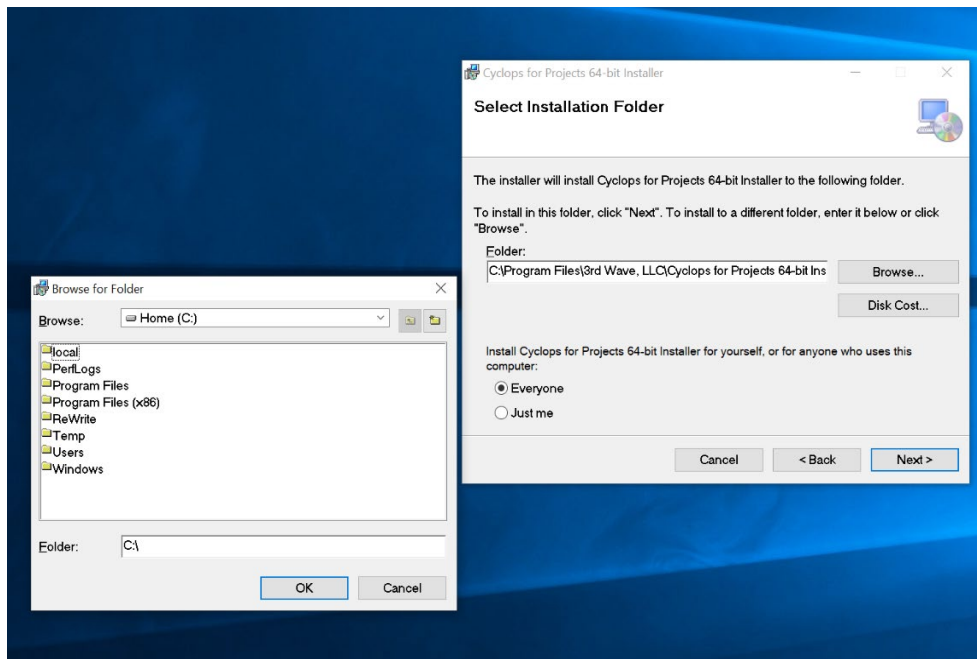 Cyclops for Projects 64-bit Installer
Select Installation Folder
The installer will install Cyclops for Projects 64-bit Installer to the following folder.
To install in this folder, click "Next". To install to a different folder, enter it below or click
"Browse".
Folder:
C:\Program Files\3rd Wave, LLC\Cyclops for Projects 64-bit Ins
Browse...
Disk Cost...
Install Cyclops for Projects 64-bit Installer for yourself, or for anyone who uses this
computer:
Everyone
Just me
Cancel
< Back
Next >
Browse for Folder
Browse:
Home (C:)
local
PerfLogs
Program Files
Program Files (x86)
ReWrite
Temp
Users
Windows
Folder:
C:\
OK
Cancel